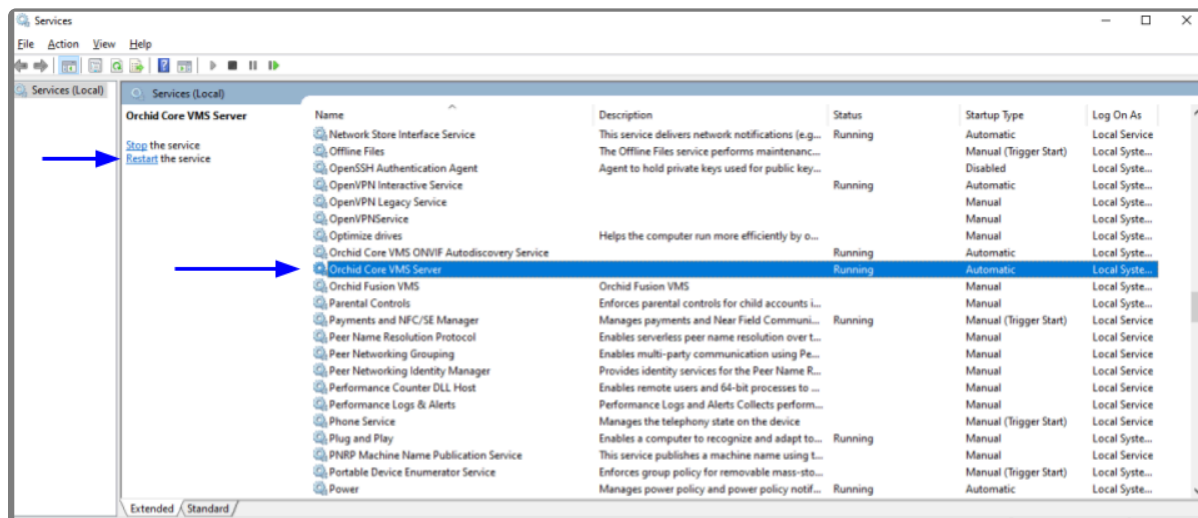 Services
File Action View Help
Services (Local)
Services (Local)
Orchid Core VMS Server
Stop the service
Restart the service
Name Description Status Startup Type Log On As
Network Store Interface Service This service delivers network notifications (e.g... Running Automatic Local Service
Offline Files The Offline Files service performs maintenanc... Manual (Trigger Start) Local Syste...
OpenSSH Authentication Agent Agent to hold private keys used for public key... Disabled Local Syste...
OpenVPN Interactive Service Running Automatic Local Syste...
OpenVPN Legacy Service Manual Local Syste...
OpenVPNService Manual Local Syste...
Optimize drives Helps the computer run more efficiently by o... Manual Local Syste...
Orchid Core VMS ONVIF Autodiscovery Service Running Automatic Local Syste...
Orchid Core VMS Server Running Automatic Local Syste...
Orchid Fusion VMS Orchid Fusion VMS Manual Local Syste...
Parental Controls Enforces parental controls for child accounts i... Manual Local Syste...
Payments and NFC/SE Manager Manages payments and Near Field Communi... Running Manual (Trigger Start) Local Service
Peer Name Resolution Protocol Enables serverless peer name resolution over t... Manual Local Service
Peer Networking Grouping Enables multi-party communication using Pe... Manual Local Service
Peer Networking Identity Manager Provides identity services for the Peer Name R... Manual Local Service
Performance Counter DLL Host Enables remote users and 64-bit processes to ... Manual Local Service
Performance Logs & Alerts Performance Logs and Alerts Collects perform... Manual Local Service
Phone Service Manages the telephony state on the device Manual (Trigger Start) Local Service
Plug and Play Enables a computer to recognize and adapt to... Running Manual Local Syste...
PNRP Machine Name Publication Service This service publishes a machine name using t... Manual Local Service
Portable Device Enumerator Service Enforces group policy for removable mass-sto... Manual (Trigger Start) Local Syste...
Power Manages power policy and power policy notif... Running Automatic Local Syste...
Extended Standard